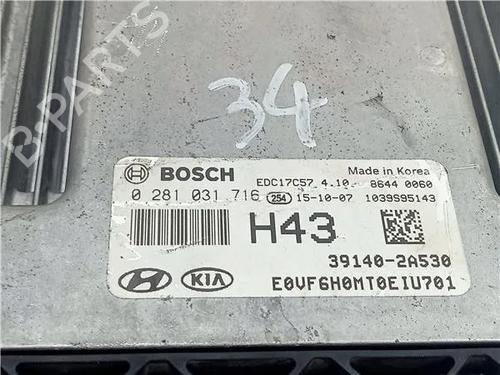 B-PARTS
34
BOSCH EDC17C57 4.10- Made in Korea
8644 0060
0 281 031 716 254 15-10-07 1039S95143
H43
39140-2A530
KIA E0VF6H0MT0EIU701